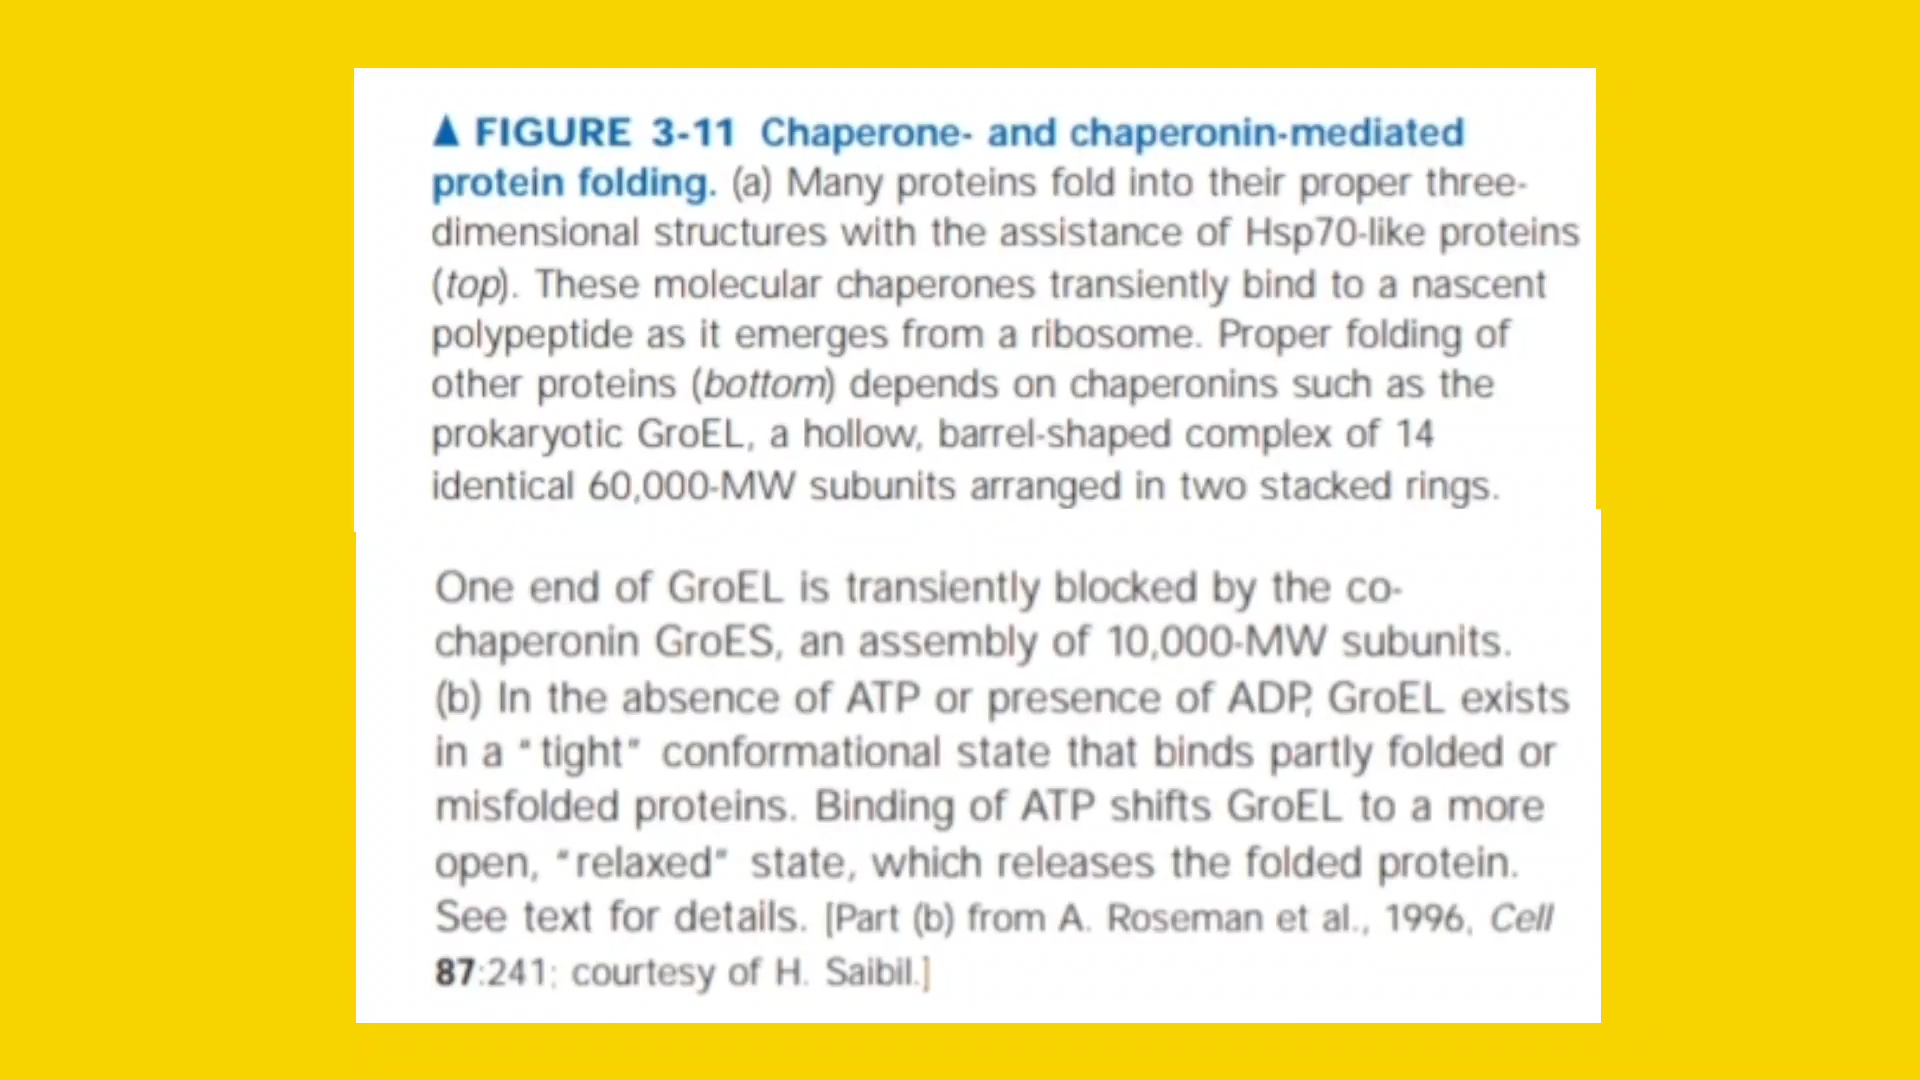 ▲ FIGURE 3-11 Chaperone- and chaperonin-mediated
protein folding. (a) Many proteins fold into their proper three-
dimensional structures with the assistance of Hsp70-like proteins
(top). These molecular chaperones transiently bind to a nascent
polypeptide as it emerges from a ribosome. Proper folding of
other proteins (bottom) depends on chaperonins such as the
prokaryotic GroEL, a hollow, barrel-shaped complex of 14
identical 60,000-MW subunits arranged in two stacked rings.
One end of GroEL is transiently blocked by the co-
chaperonin GroES, an assembly of 10,000-MW subunits.
(b) In the absence of ATP or presence of ADP, GroEL exists
in a "tight" conformational state that binds partly folded or
misfolded proteins. Binding of ATP shifts GroEL to a more
open, "relaxed" state, which releases the folded protein.
See text for details. [Part (b) from A. Roseman et al., 1996, Cell
87:241; courtesy of H. Saibil.]